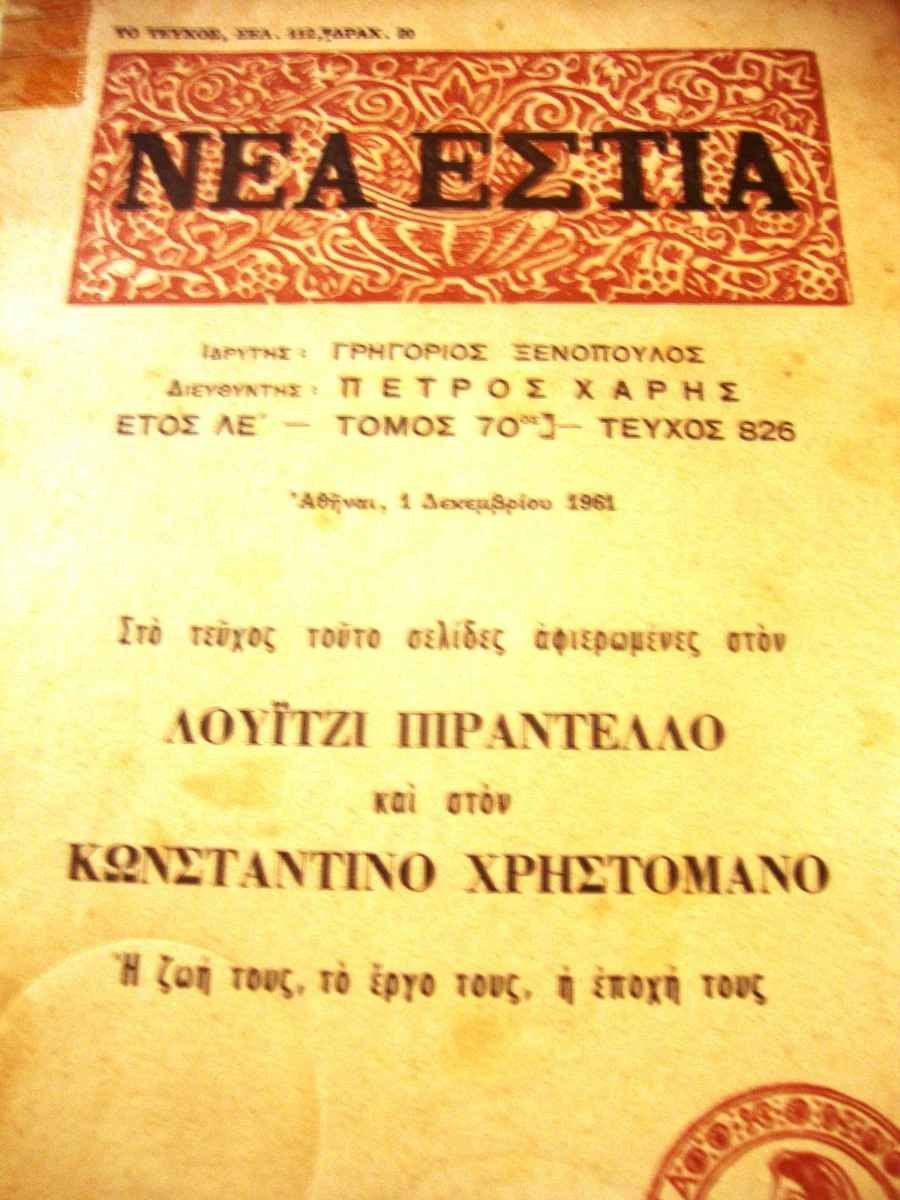 ΤΟ ΤΕΥΧΟΣ, ΣΕΛ. 112, ΔΡΑΧ. 20
ΝΕΑ ΕΣΤΙΑ
ΙΔΡΥΤΗΣ: ΓΡΗΓΟΡΙΟΣ ΞΕΝΟΠΟΥΛΟΣ
ΔΙΕΥΘΥΝΤΗΣ: ΠΕΤΡΟΣ ΧΑΡΗΣ
ΕΤΟΣ ΛΕ΄ — ΤΟΜΟΣ 70ος — ΤΕΥΧΟΣ 826
Ἀθῆναι, 1 Δεκεμβρίου 1961
Στὸ τεῦχος τοῦτο σελίδες ἀφιερωμένες στὸν
ΛΟΥΪΤΖΙ ΠΙΡΑΝΤΕΛΛΟ
καὶ στὸν
ΚΩΝΣΤΑΝΤΙΝΟ ΧΡΗΣΤΟΜΑΝΟ
Ἡ ζωή τους, τὸ ἔργο τους, ἡ ἐποχή τους